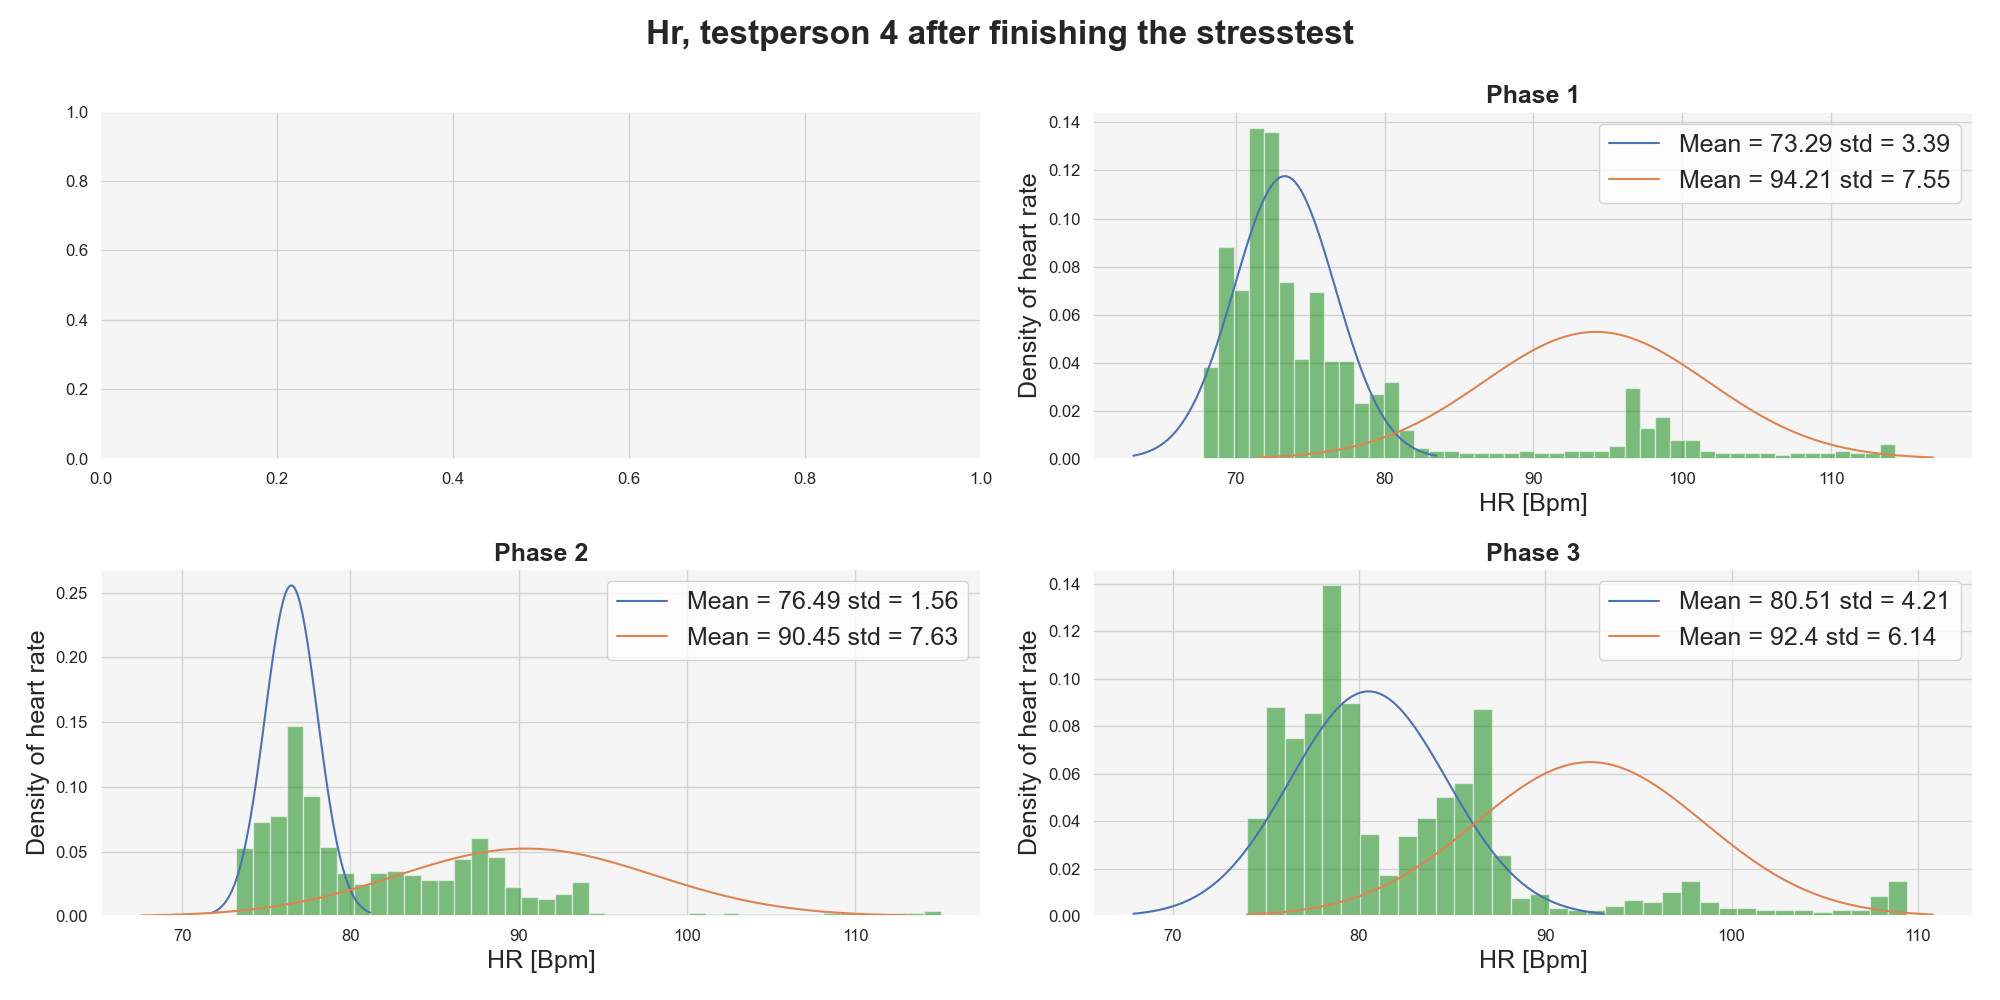 Hr, testperson 4 after finishing the stresstest
1.0
0.8
0.6
0.4
0.2
0.0
0.0 0.2 0.4 0.6 0.8 1.0
Phase 1
Density of heart rate
0.14
0.12
0.10
0.08
0.06
0.04
0.02
0.00
Mean = 73.29 std = 3.39
Mean = 94.21 std = 7.55
70 80 90 100 110
HR [Bpm]
Phase 2
Density of heart rate
0.25
0.20
0.15
0.10
0.05
0.00
Mean = 76.49 std = 1.56
Mean = 90.45 std = 7.63
70 80 90 100 110
HR [Bpm]
Phase 3
Density of heart rate
0.14
0.12
0.10
0.08
0.06
0.04
0.02
0.00
Mean = 80.51 std = 4.21
Mean = 92.4 std = 6.14
70 80 90 100 110
HR [Bpm]